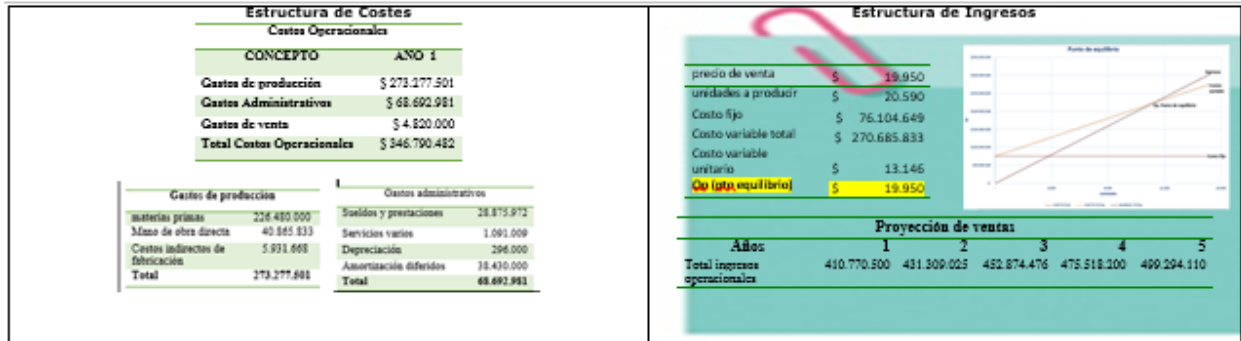 Estructura de Costes
Costos Operacionales
CONCEPTO AÑO 1
Gastos de producción $ 273.277.501
Gastos Administrativos $ 68.692.981
Gastos de venta $ 4.820.000
Total Costos Operacionales $ 346.790.482
Gastos de producción
materias primas 226.480.000
Mano de obra directa 40.865.833
Costos indirectos de 5.931.668
fabricación
Total 273.277.501
Gastos administrativos
Sueldos y prestaciones 28.875.972
Servicios varios 1.091.009
Depreciación 296.000
Amortización diferidos 38.430.000
Total 68.692.981
Estructura de Ingresos
precio de venta $ 19.950
unidades a producir $ 20.590
Costo fijo $ 76.104.649
Costo variable total $ 270.685.833
Costo variable
unitario $ 13.146
Qp (pto equilibrio) $ 19.950
Punto de equilibrio
Proyección de ventas
Años 1 2 3 4 5
Total ingresos 410.770.500 431.309.025 452.874.476 475.518.200 499.294.110
operacionales